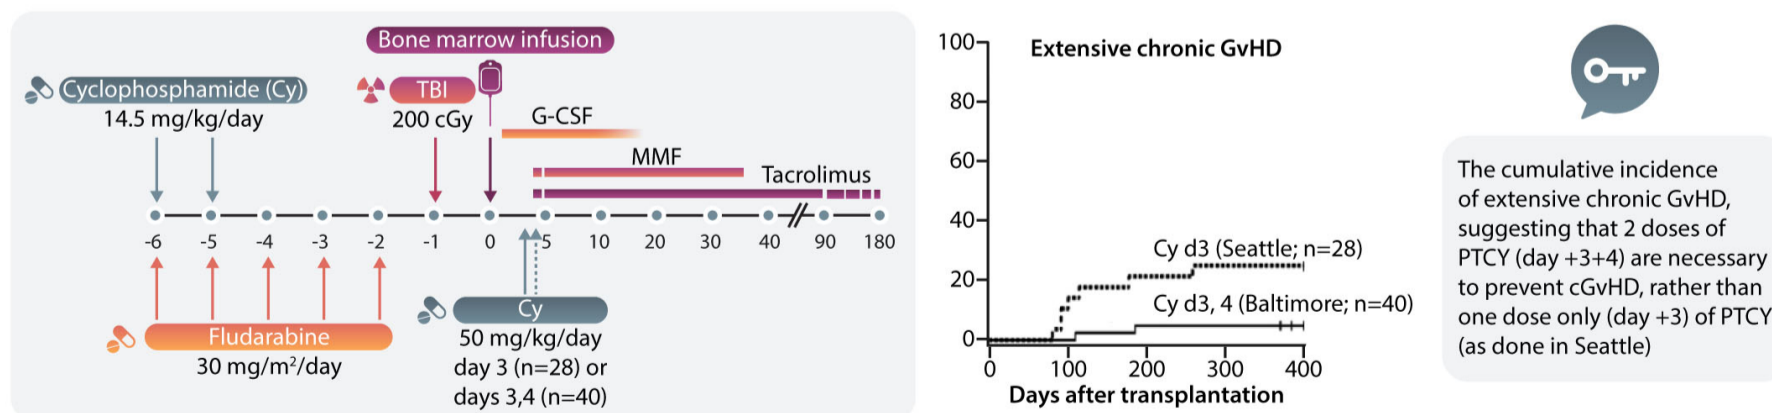 Bone marrow infusion
Cyclophosphamide (Cy)
14.5 mg/kg/day
TBI
200 cGy
G-CSF
MMF
Tacrolimus
-6 -5 -4 -3 -2 -1 0 5 10 20 30 40 90 180
Fludarabine
30 mg/m²/day
Cy
50 mg/kg/day
day 3 (n=28) or
days 3,4 (n=40)
Extensive chronic GvHD
100
80
60
40
20
0
Cy d3 (Seattle; n=28)
Cy d3, 4 (Baltimore; n=40)
0 100 200 300 400
Days after transplantation
The cumulative incidence
of extensive chronic GvHD,
suggesting that 2 doses of
PTCY (day +3+4) are necessary
to prevent cGvHD, rather than
one dose only (day +3) of PTCY
(as done in Seattle)